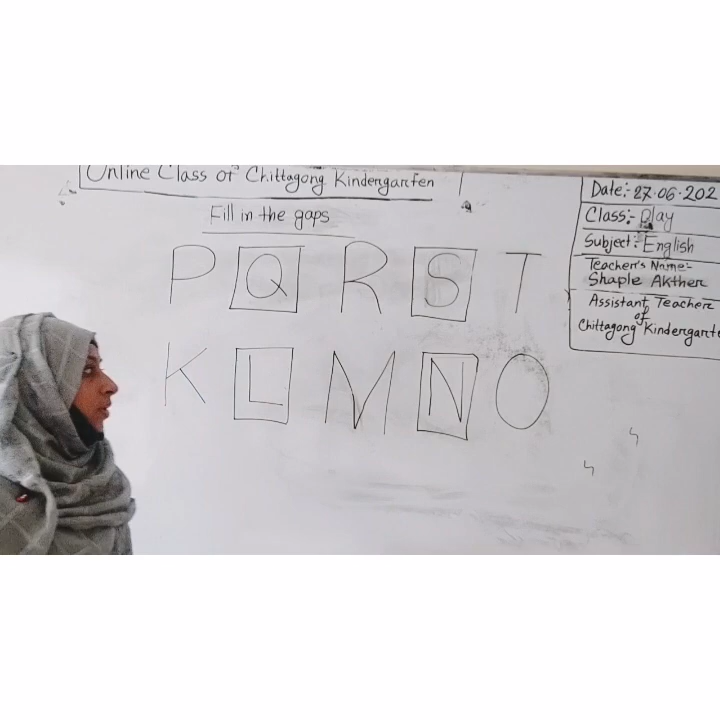 Online Class of Chittagong Kindergarten
Fill in the gaps
P Q R S T
K L M N O
Date:- 27.06.202
Class:- Play
Subject:- English
Teacher's Name:-
Shaple Akther
Assistant Teacher
of
Chittagong Kindergarte